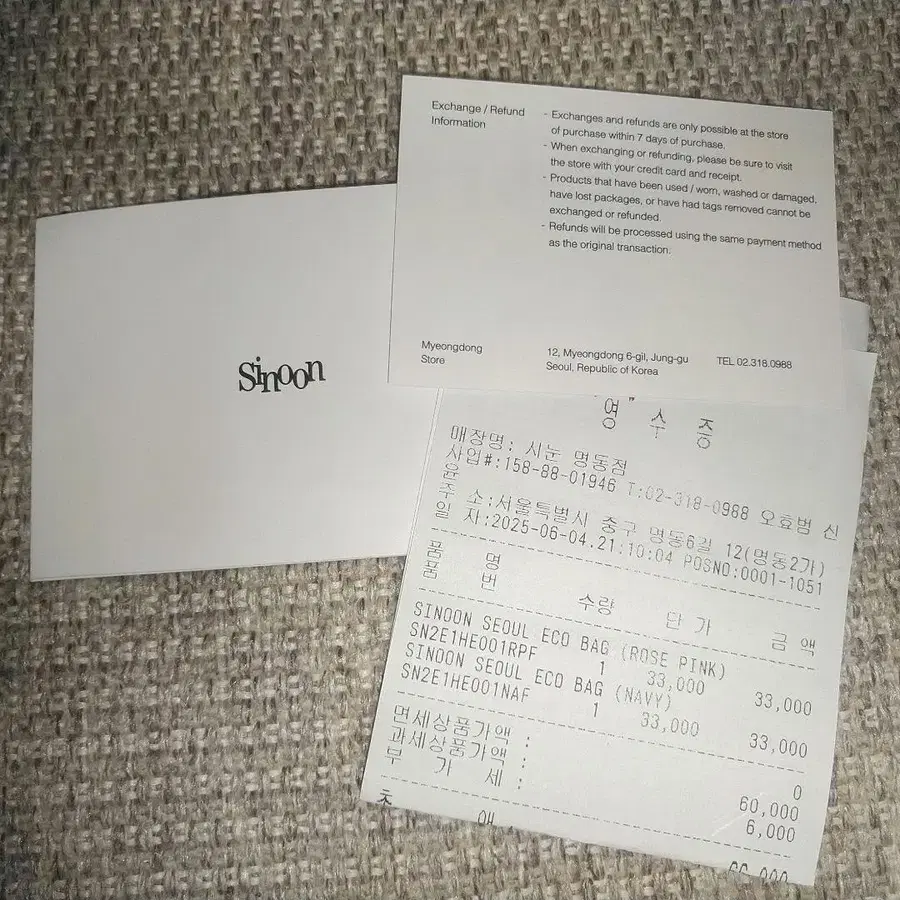 Sinoon
Exchange / Refund
Information
- Exchanges and refunds are only possible at the store
of purchase within 7 days of purchase.
- When exchanging or refunding, please be sure to visit
the store with your credit card and receipt.
- Products that have been used / worn, washed or damaged,
have lost packages, or have had tags removed cannot be
exchanged or refunded.
- Refunds will be processed using the same payment method
as the original transaction.
Myeongdong
Store
12, Myeongdong 6-gil, Jung-gu
Seoul, Republic of Korea
TEL 02.318.0988
영 수 증
매장명: 시눈 명동점
사업#:158-88-01946 T:02-318-0988 오효범 신
윤
주 소:서울특별시 중구 명동6길 12(명동2가)
일 자:2025-06-04.21:10:04 POSNO:0001-1051
품 명
품 번 수량 단 가 금 액
SINOON SEOUL ECO BAG (ROSE PINK)
SN2E1HE001RPF 1 33,000 33,000
SINOON SEOUL ECO BAG (NAVY)
SN2E1HE001NAF 1 33,000 33,000
면세상품가액 : 0
과세상품가액 : 60,000
부 가 세 : 6,000